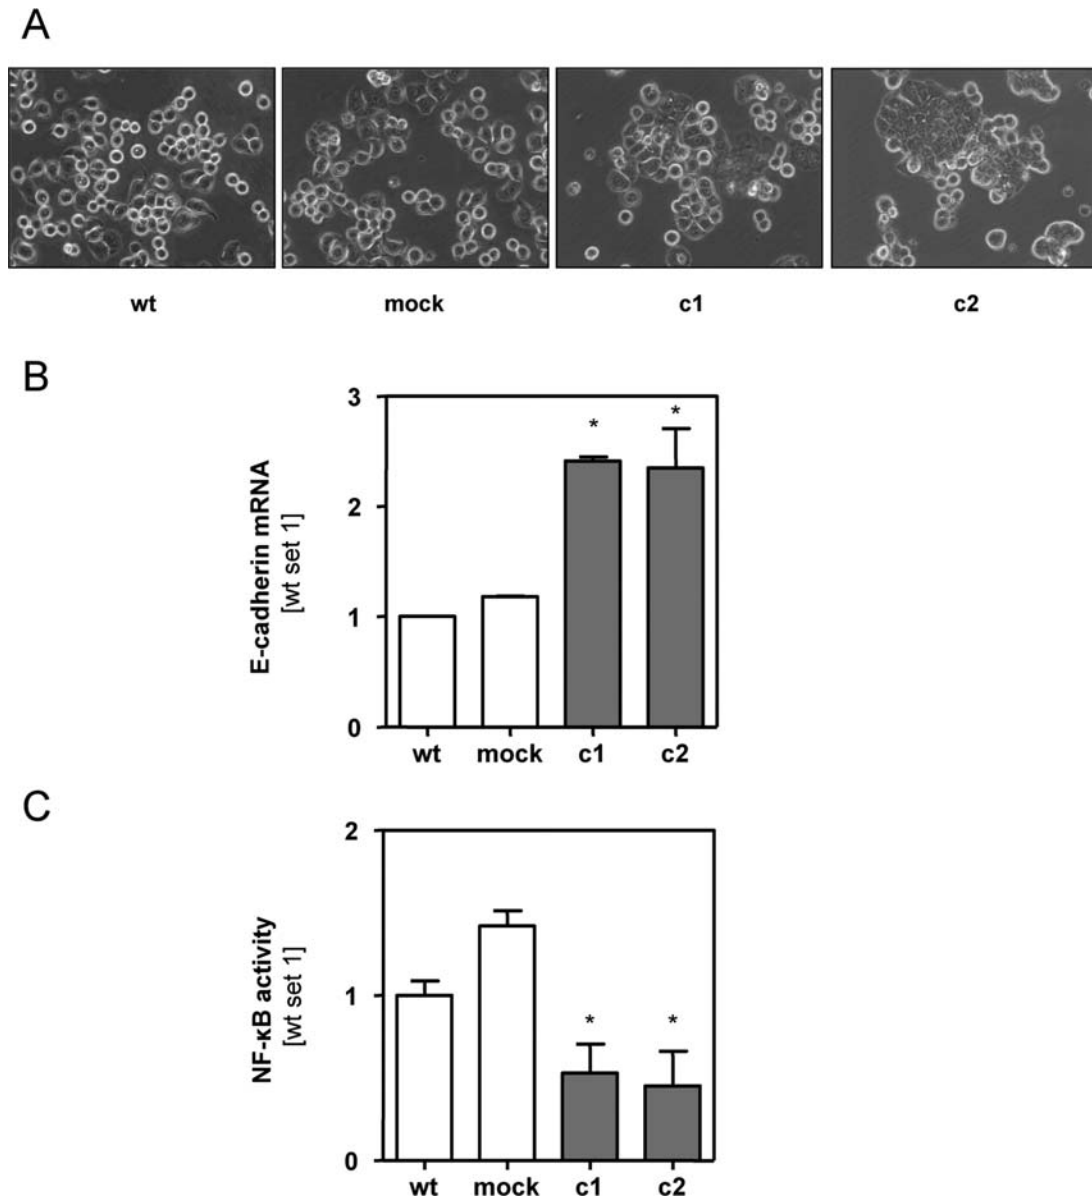 A
wt mock c1 c2
B
E-cadherin mRNA
[wt set 1]
3
2
1
0
*
*
wt mock c1 c2
C
NF-κB activity
[wt set 1]
2
1
0
*
*
wt mock c1 c2